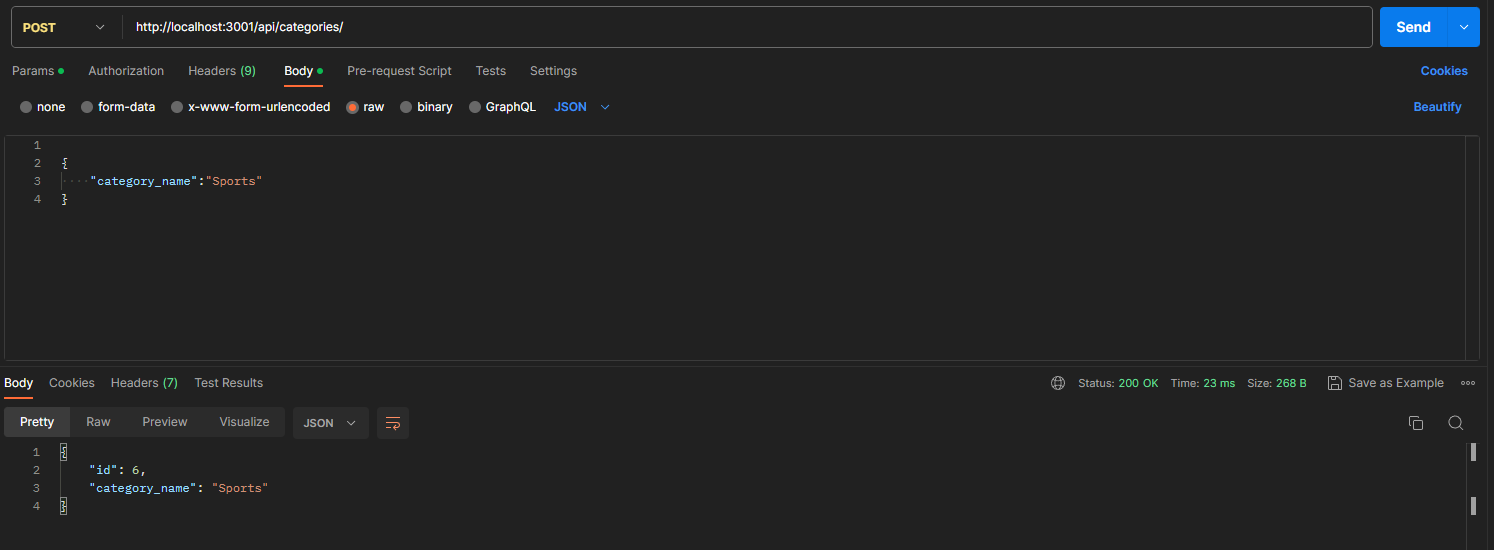 POST http://localhost:3001/api/categories/ Send
Params Authorization Headers (9) Body Pre-request Script Tests Settings Cookies
none form-data x-www-form-urlencoded raw binary GraphQL JSON Beautify
1
2 {
3 "category_name":"Sports"
4 }
Body Cookies Headers (7) Test Results Status: 200 OK Time: 23 ms Size: 268 B Save as Example
Pretty Raw Preview Visualize JSON
1 {
2 "id": 6,
3 "category_name": "Sports"
4 }